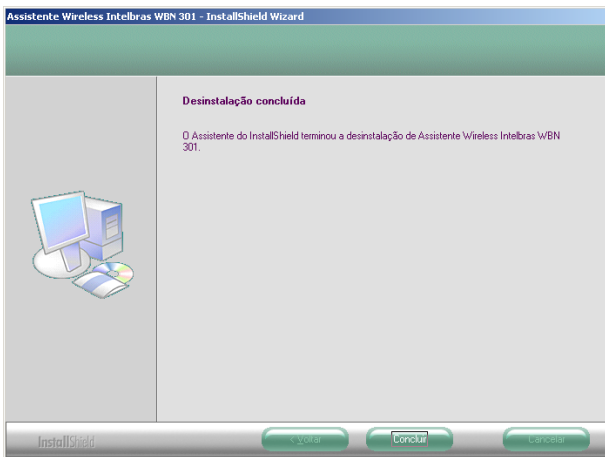 Assistente Wireless Intelbras WBN 301 - InstallShield Wizard
Desinstalação concluída
O Assistente do InstallShield terminou a desinstalação de Assistente Wireless Intelbras WBN
301.
InstallShield
< Voltar
Concluir
Cancelar